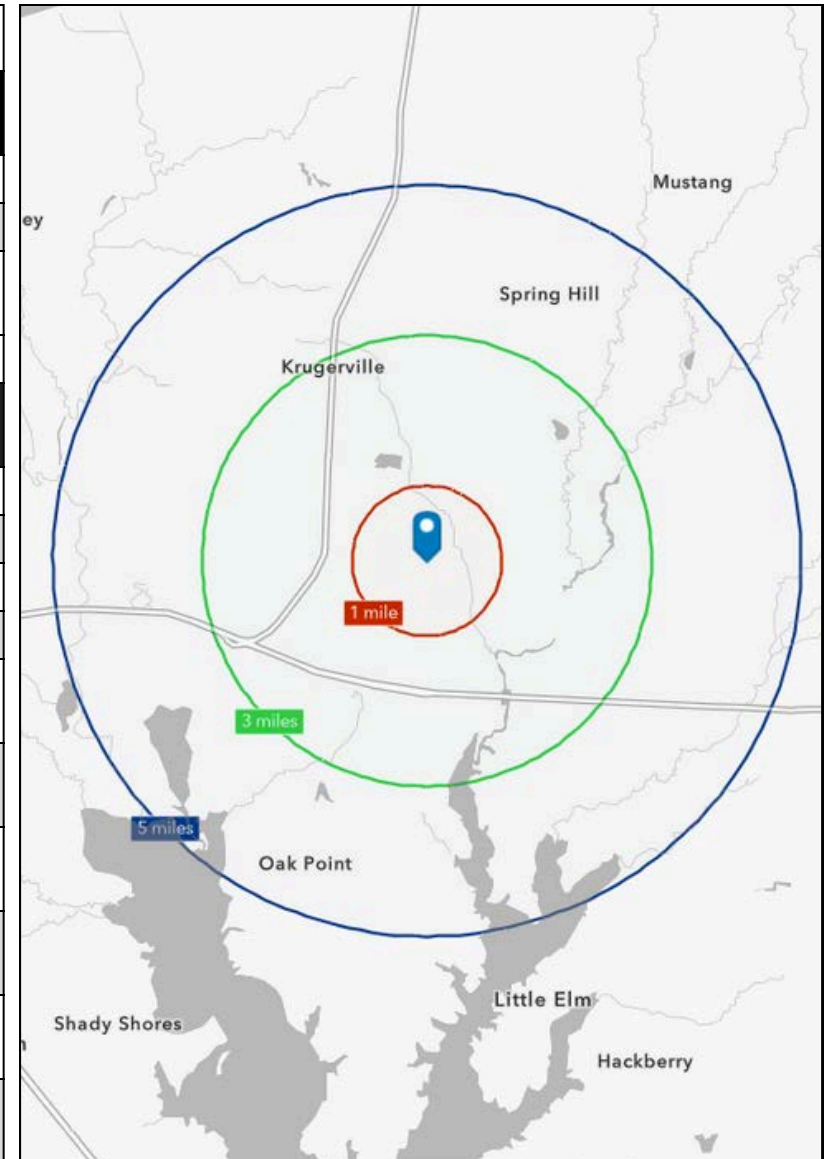 Mustang
ey
Spring Hill
Krugerville
1 mile
3 miles
5 miles
Oak Point
Little Elm
Shady Shores
Hackberry